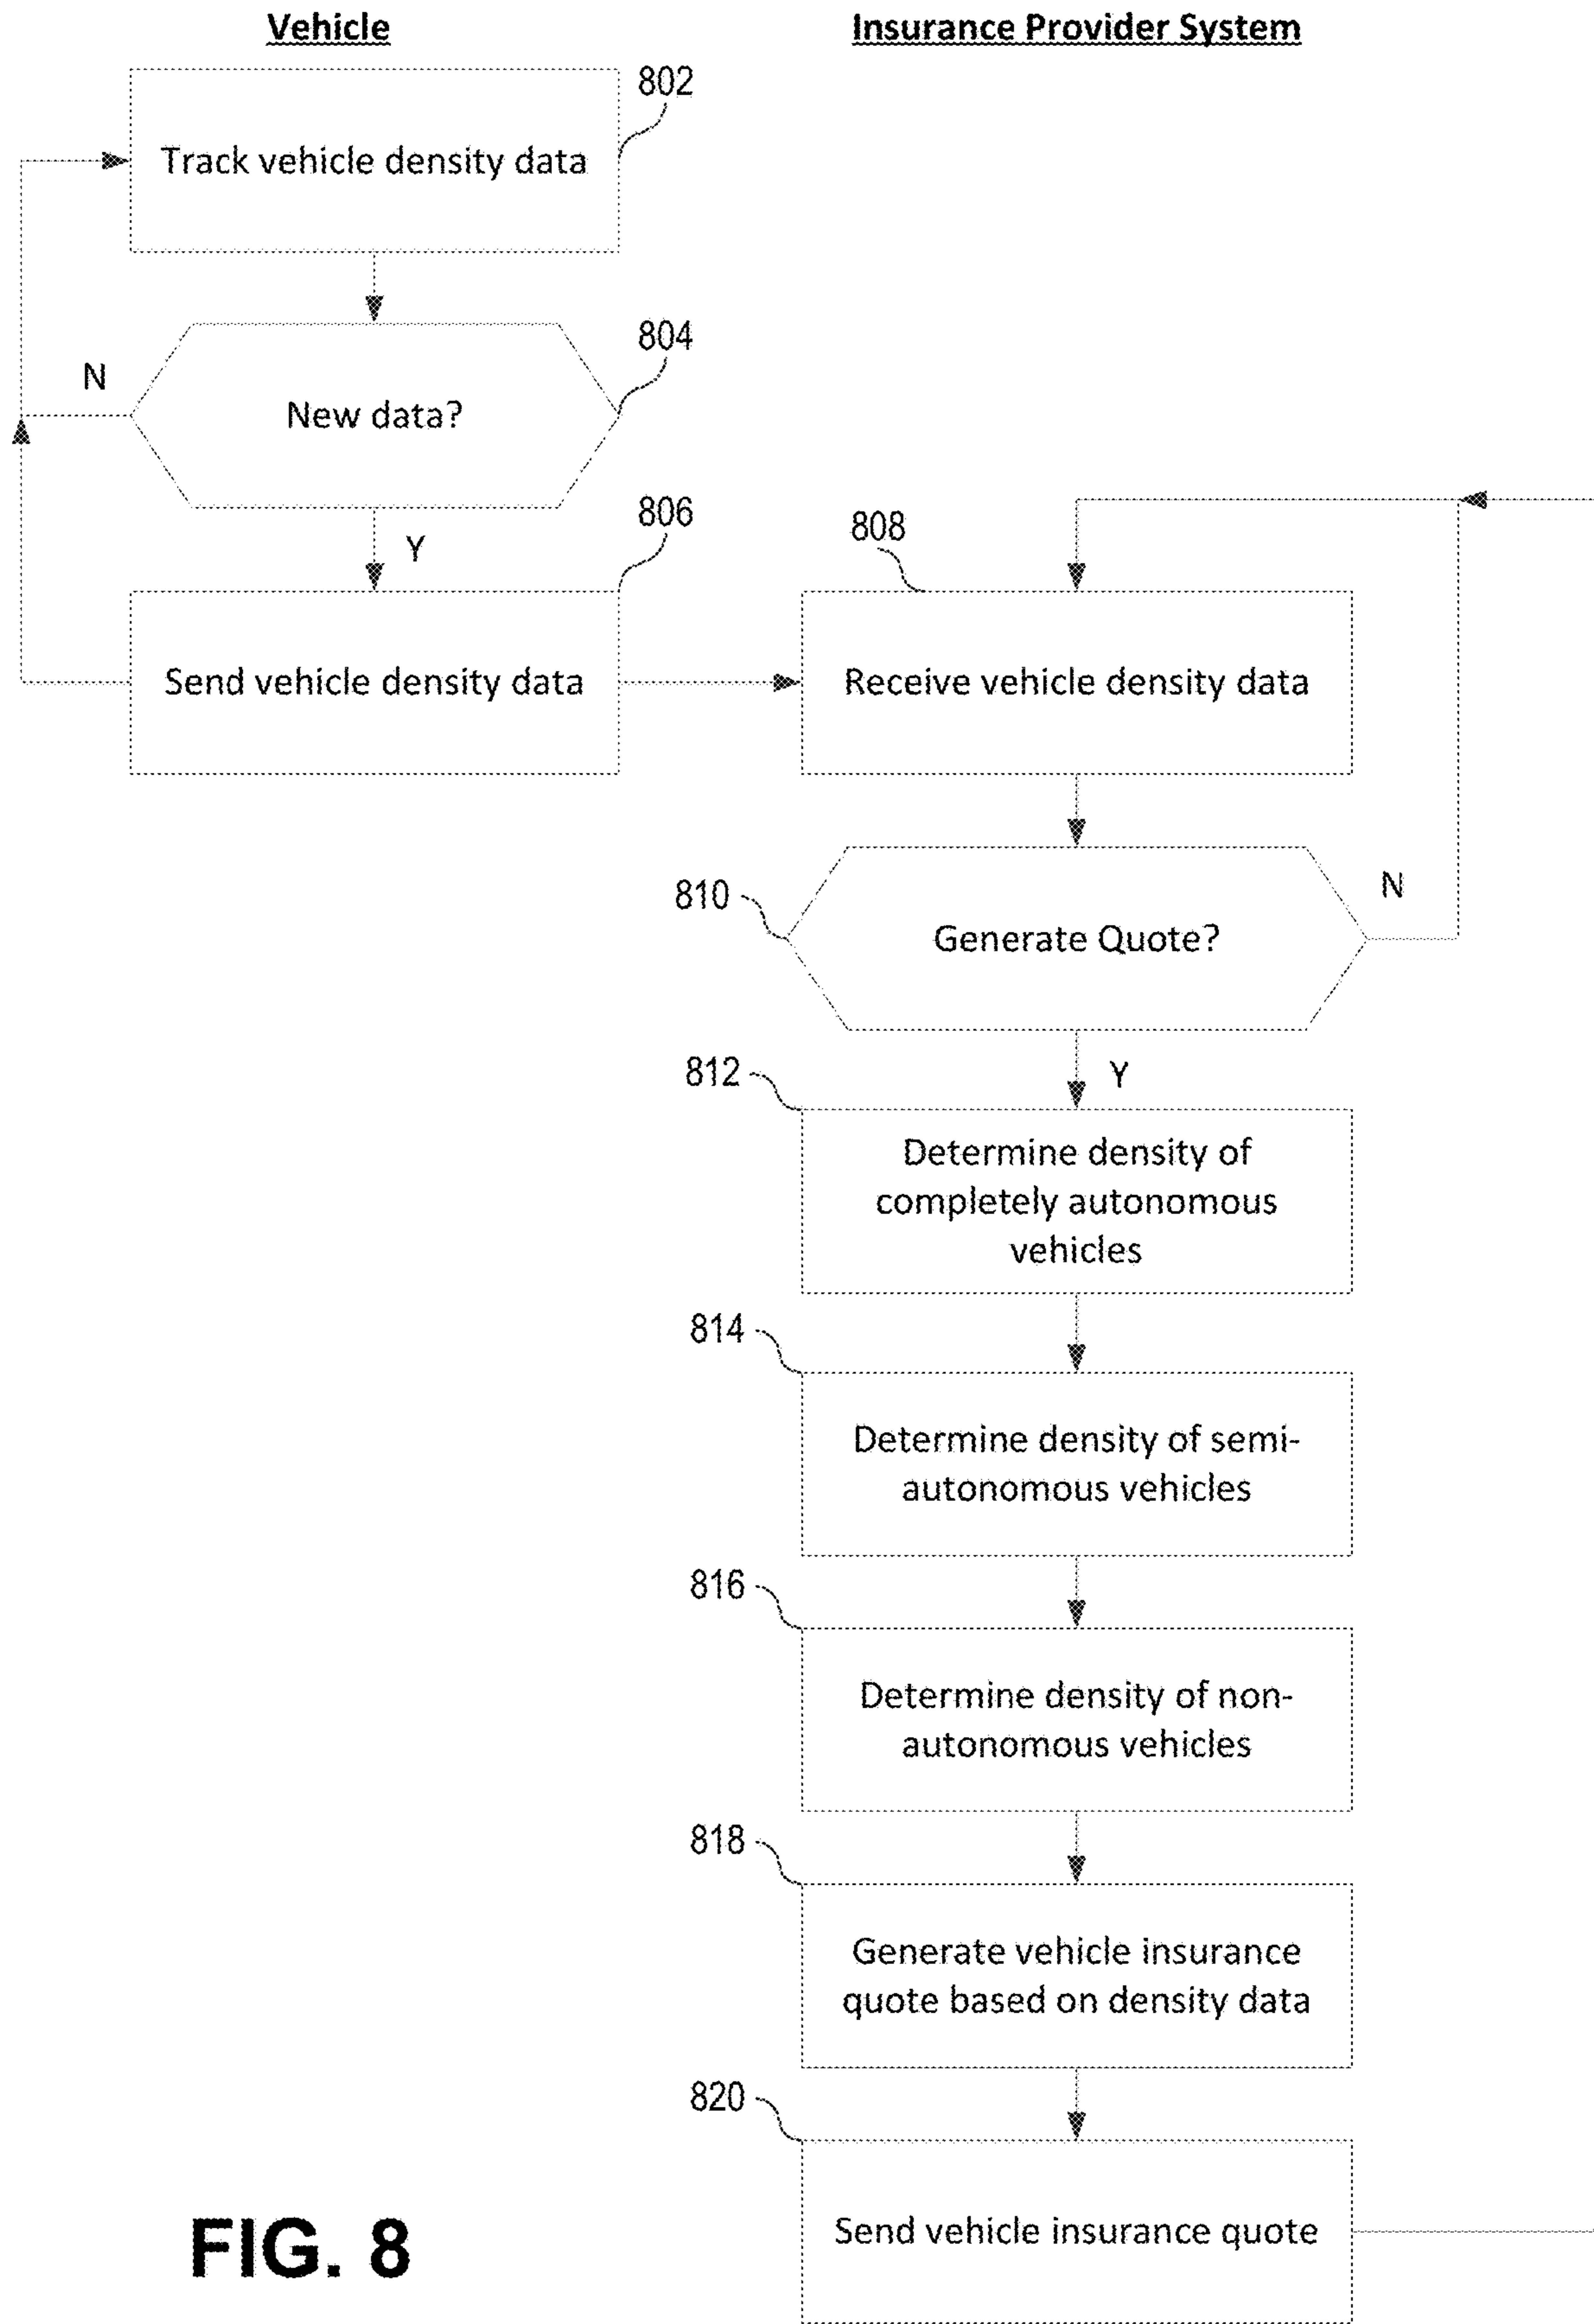 Vehicle
Insurance Provider System
802
Track vehicle density data
804
N
New data?
806
Y
808
Send vehicle density data
Receive vehicle density data
810
N
Generate Quote?
812
Y
Determine density of
completely autonomous
vehicles
814
Determine density of semi-
autonomous vehicles
816
Determine density of non-
autonomous vehicles
818
Generate vehicle insurance
quote based on density data
820
Send vehicle insurance quote
FIG. 8